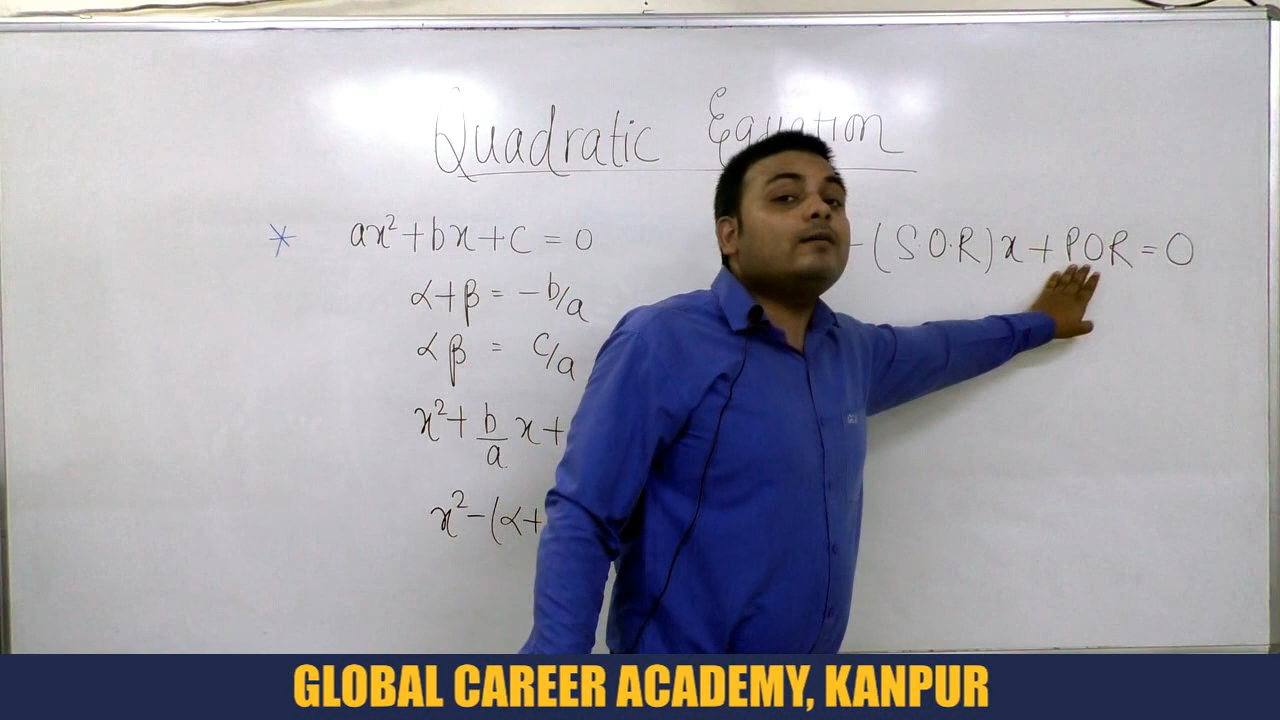 Quadratic Equation
* ax²+bx+c=0
-(S.O.R)x+POR=0
α+β = -b/a
αβ = c/a
x²+ b/a x+
x²-(α+
GLOBAL CAREER ACADEMY, KANPUR